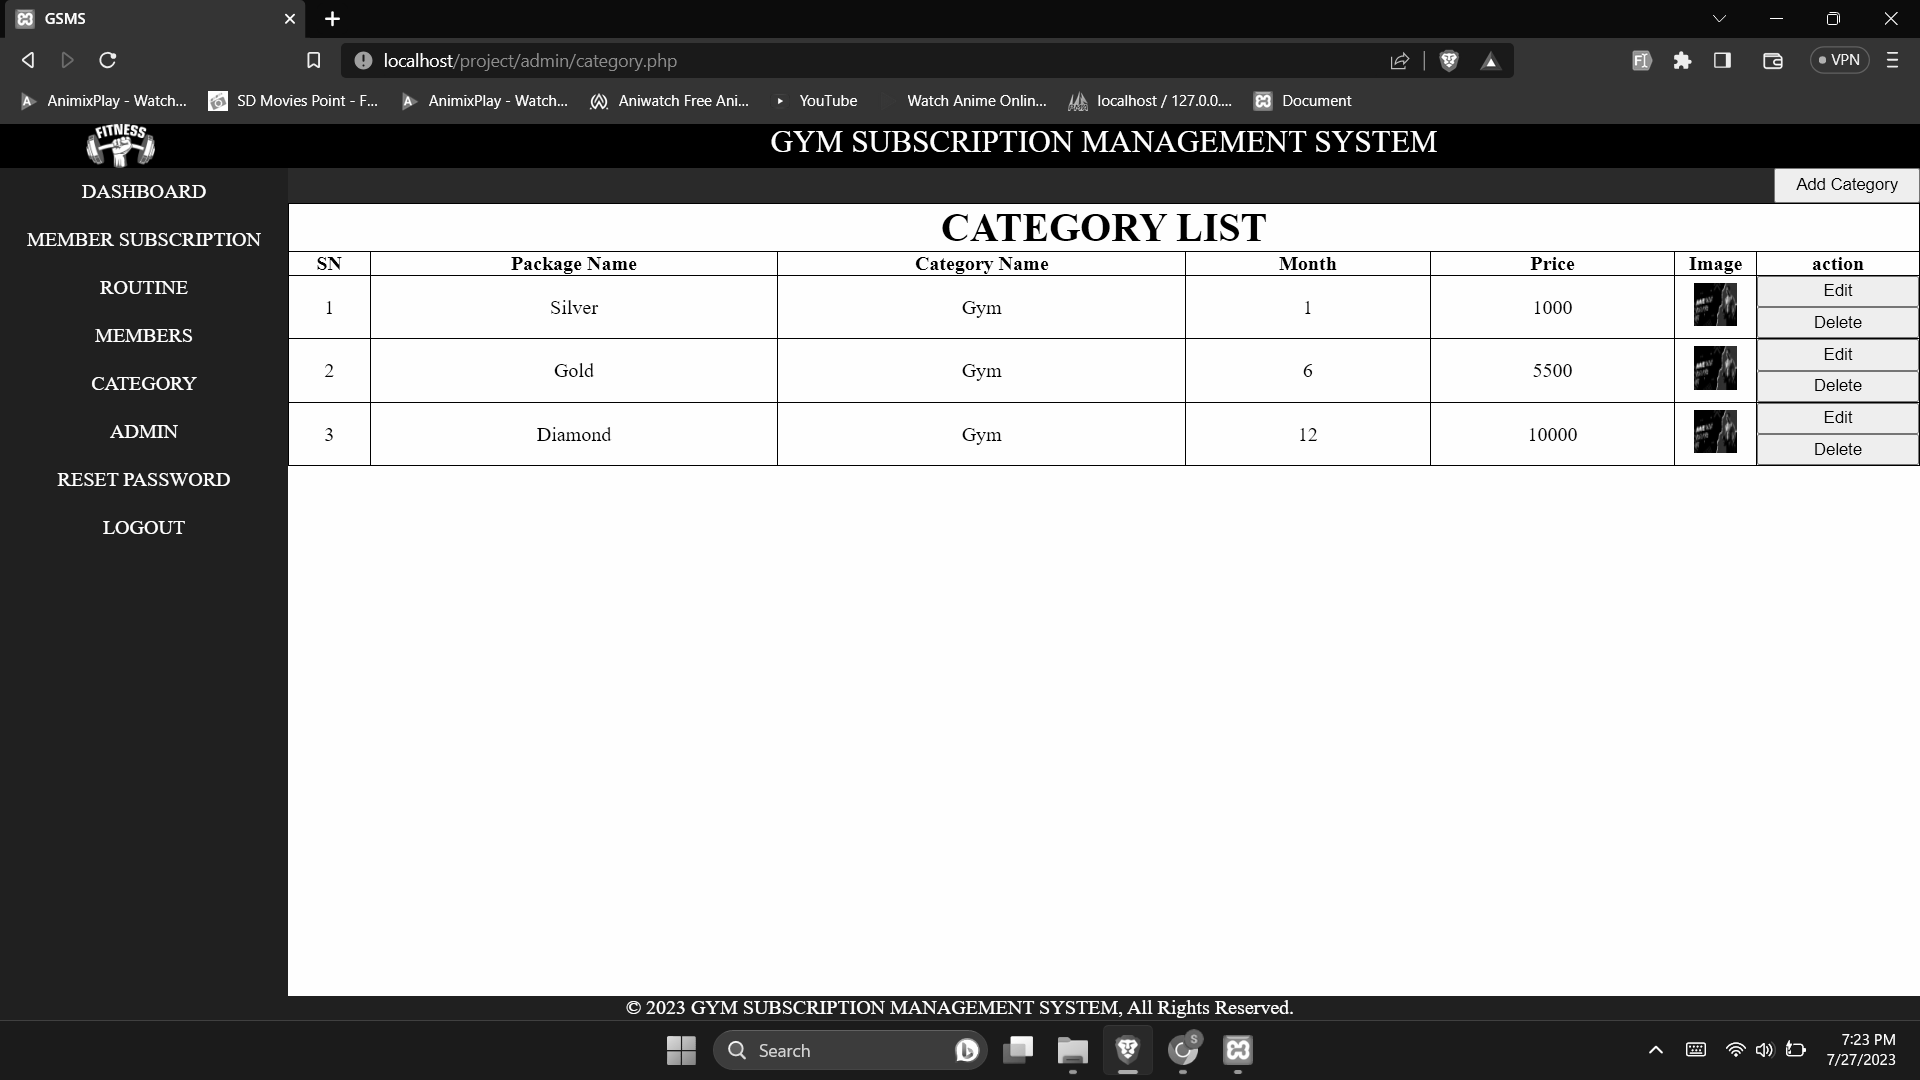 GSMS
localhost/project/admin/category.php
VPN
AnimixPlay - Watch... SD Movies Point - F... AnimixPlay - Watch... Aniwatch Free Ani... YouTube Watch Anime Onlin... localhost / 127.0.0.... Document
FITNESS
GYM SUBSCRIPTION MANAGEMENT SYSTEM
DASHBOARD
MEMBER SUBSCRIPTION
ROUTINE
MEMBERS
CATEGORY
ADMIN
RESET PASSWORD
LOGOUT
Add Category
CATEGORY LIST
SN Package Name Category Name Month Price Image action
1 Silver Gym 1 1000 Edit
Delete
2 Gold Gym 6 5500 Edit
Delete
3 Diamond Gym 12 10000 Edit
Delete
© 2023 GYM SUBSCRIPTION MANAGEMENT SYSTEM, All Rights Reserved.
Search
S
7:23 PM
7/27/2023